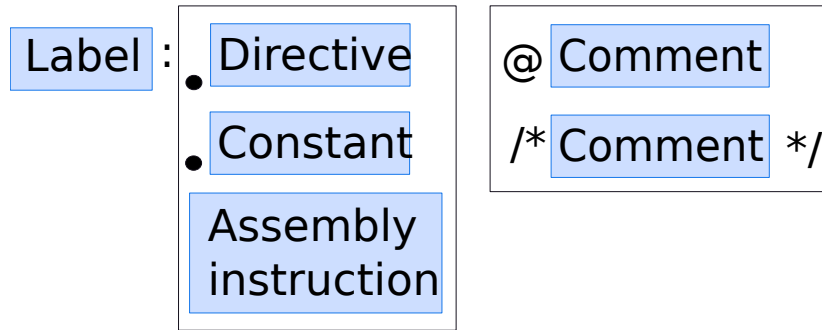 Label :
. Directive
. Constant
Assembly
instruction
@ Comment
/* Comment */